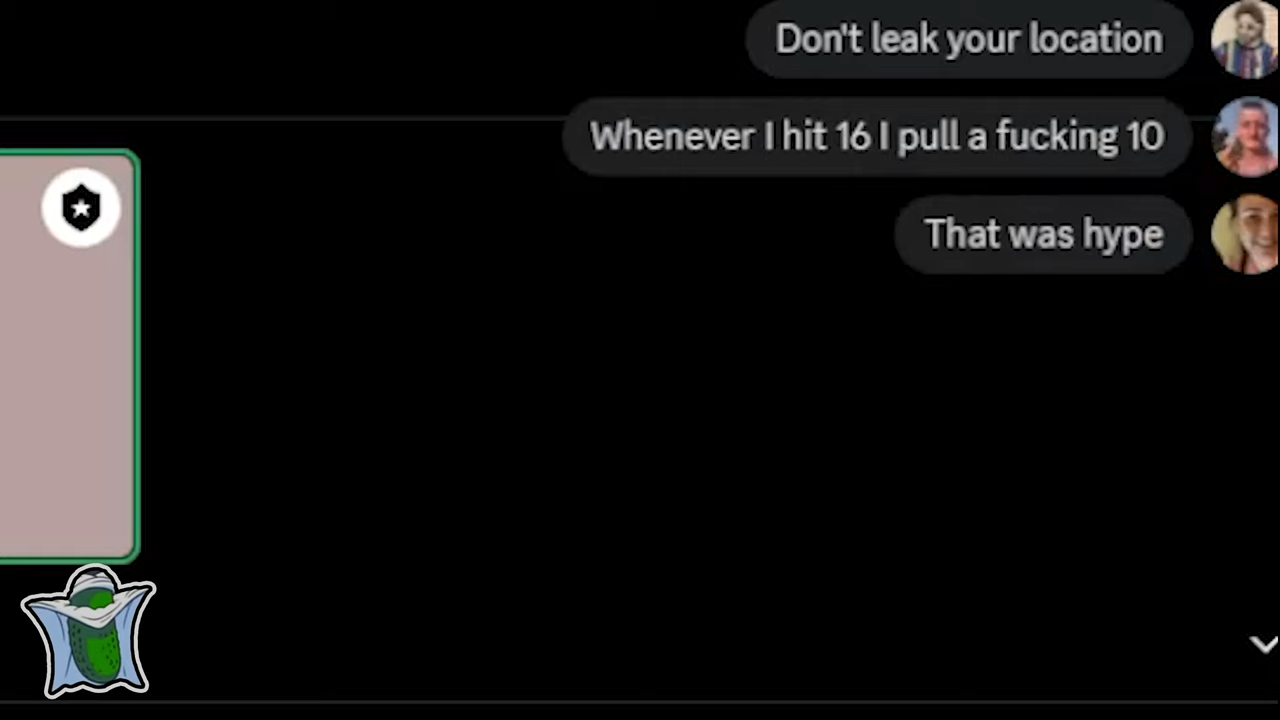 Don't leak your location
Whenever I hit 16 I pull a fucking 10
That was hype